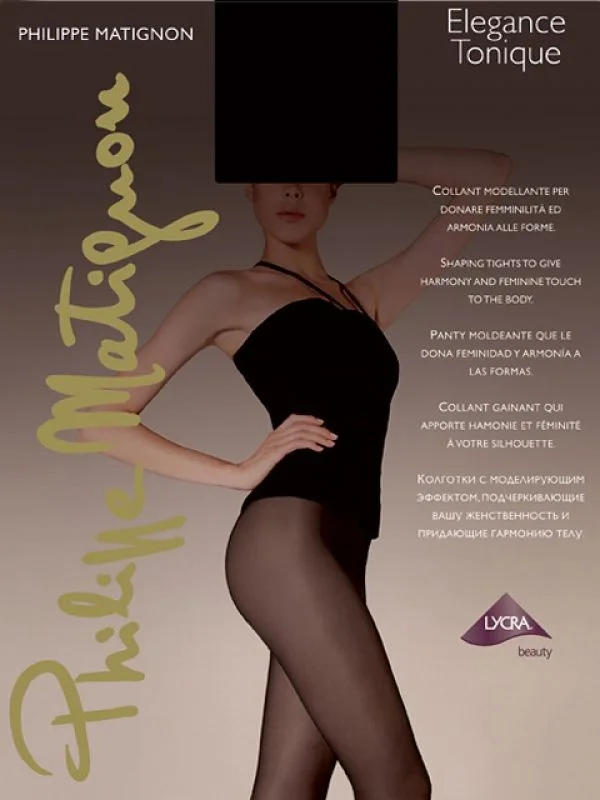 PHILIPPE MATIGNON
Elegance
Tonique
Philippe Matignon
COLLANT MODELLANTE PER
DONARE FEMMINILITÀ ED
ARMONIA ALLE FORME.
SHAPING TIGHTS TO GIVE
HARMONY AND FEMININE TOUCH
TO THE BODY.
PANTY MOLDEANTE QUE LE
DONA FEMINIDAD Y ARMONÍA A
LAS FORMAS.
COLLANT GAINANT QUI
APPORTE HAMONIE ET FÉMINITÉ
À VOTRE SILHOUETTE.
КОЛГОТКИ С МОДЕЛИРУЮЩИМ
ЭФФЕКТОМ, ПОДЧЕРКИВАЮЩИЕ
ВАШУ ЖЕНСТВЕННОСТЬ И
ПРИДАЮЩИЕ ГАРМОНИЮ ТЕЛУ.
LYCRA
beauty